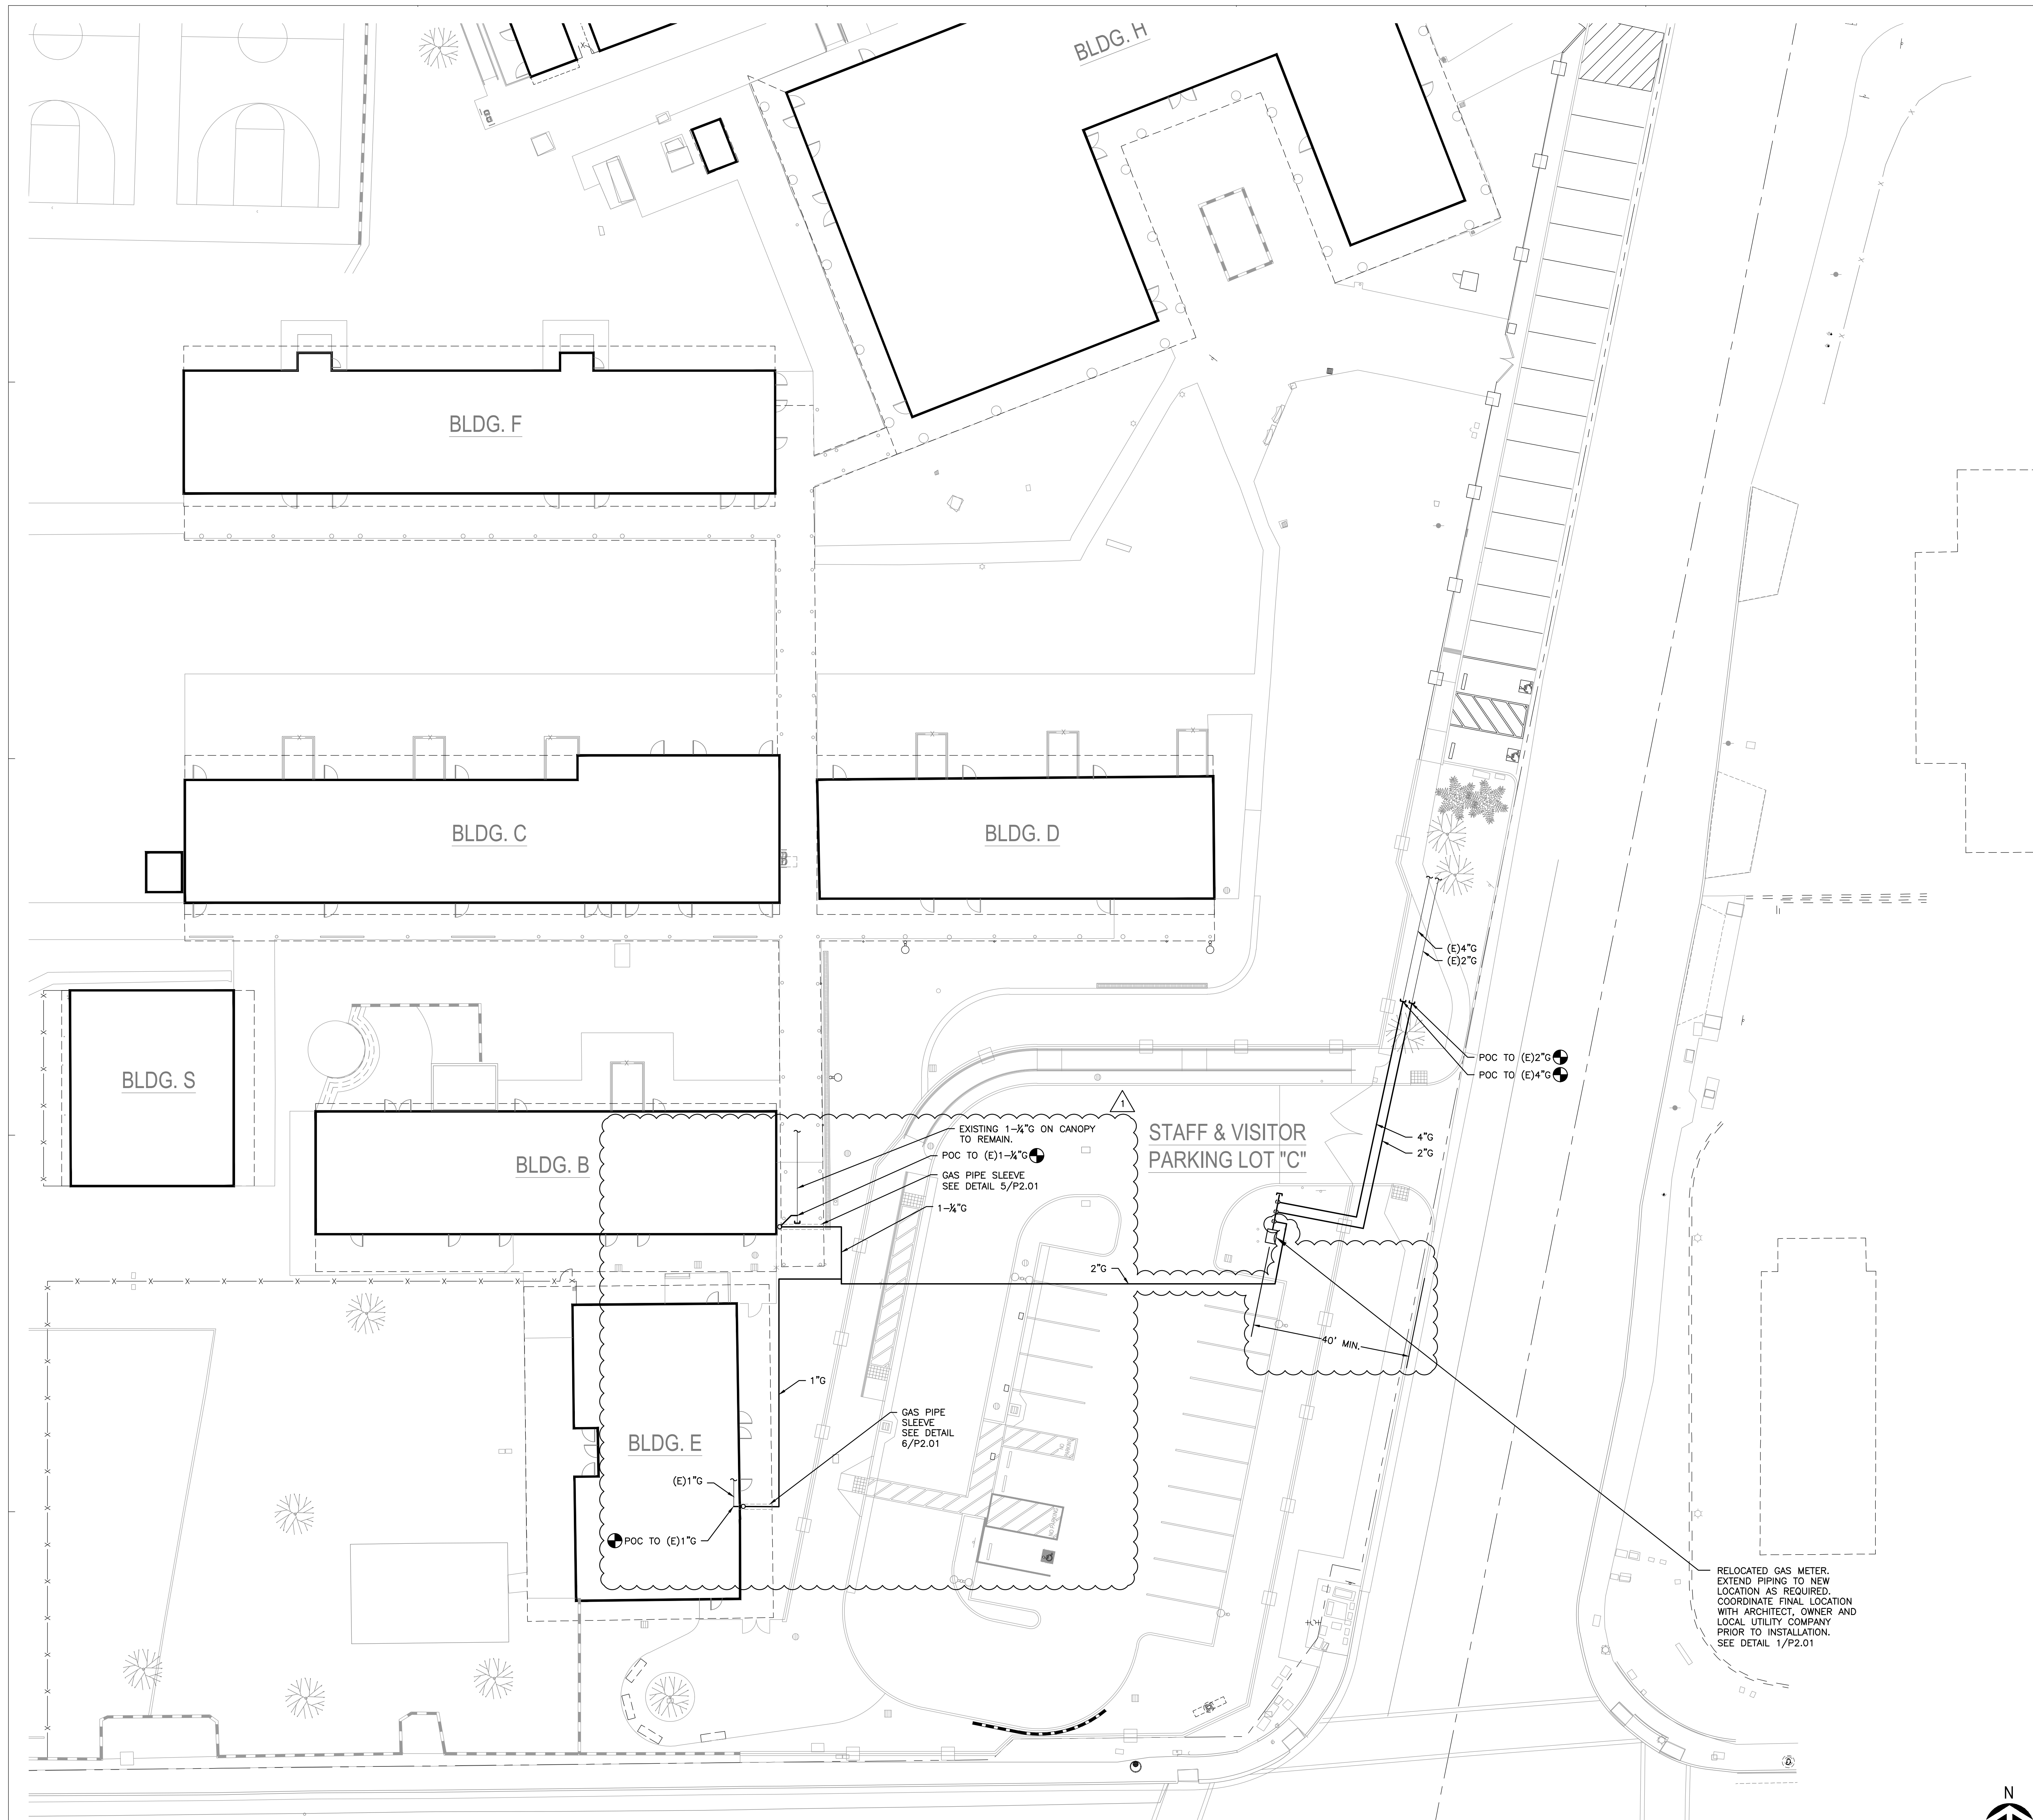 BLDG. H
BLDG. F
BLDG. C
BLDG. D
(E)4"G
(E)2"G
BLDG. S
POC TO (E)2"G
POC TO (E)4"G
1
EXISTING 1-¼"G ON CANOPY
TO REMAIN.
STAFF & VISITOR
PARKING LOT "C"
4"G
2"G
BLDG. B
POC TO (E)1-¼"G
GAS PIPE SLEEVE
SEE DETAIL 5/P2.01
1-¼"G
2"G
40' MIN.
1"G
GAS PIPE
SLEEVE
SEE DETAIL
6/P2.01
BLDG. E
(E)1"G
POC TO (E)1"G
RELOCATED GAS METER.
EXTEND PIPING TO NEW
LOCATION AS REQUIRED.
COORDINATE FINAL LOCATION
WITH ARCHITECT, OWNER AND
LOCAL UTILITY COMPANY
PRIOR TO INSTALLATION.
SEE DETAIL 1/P2.01
D
N